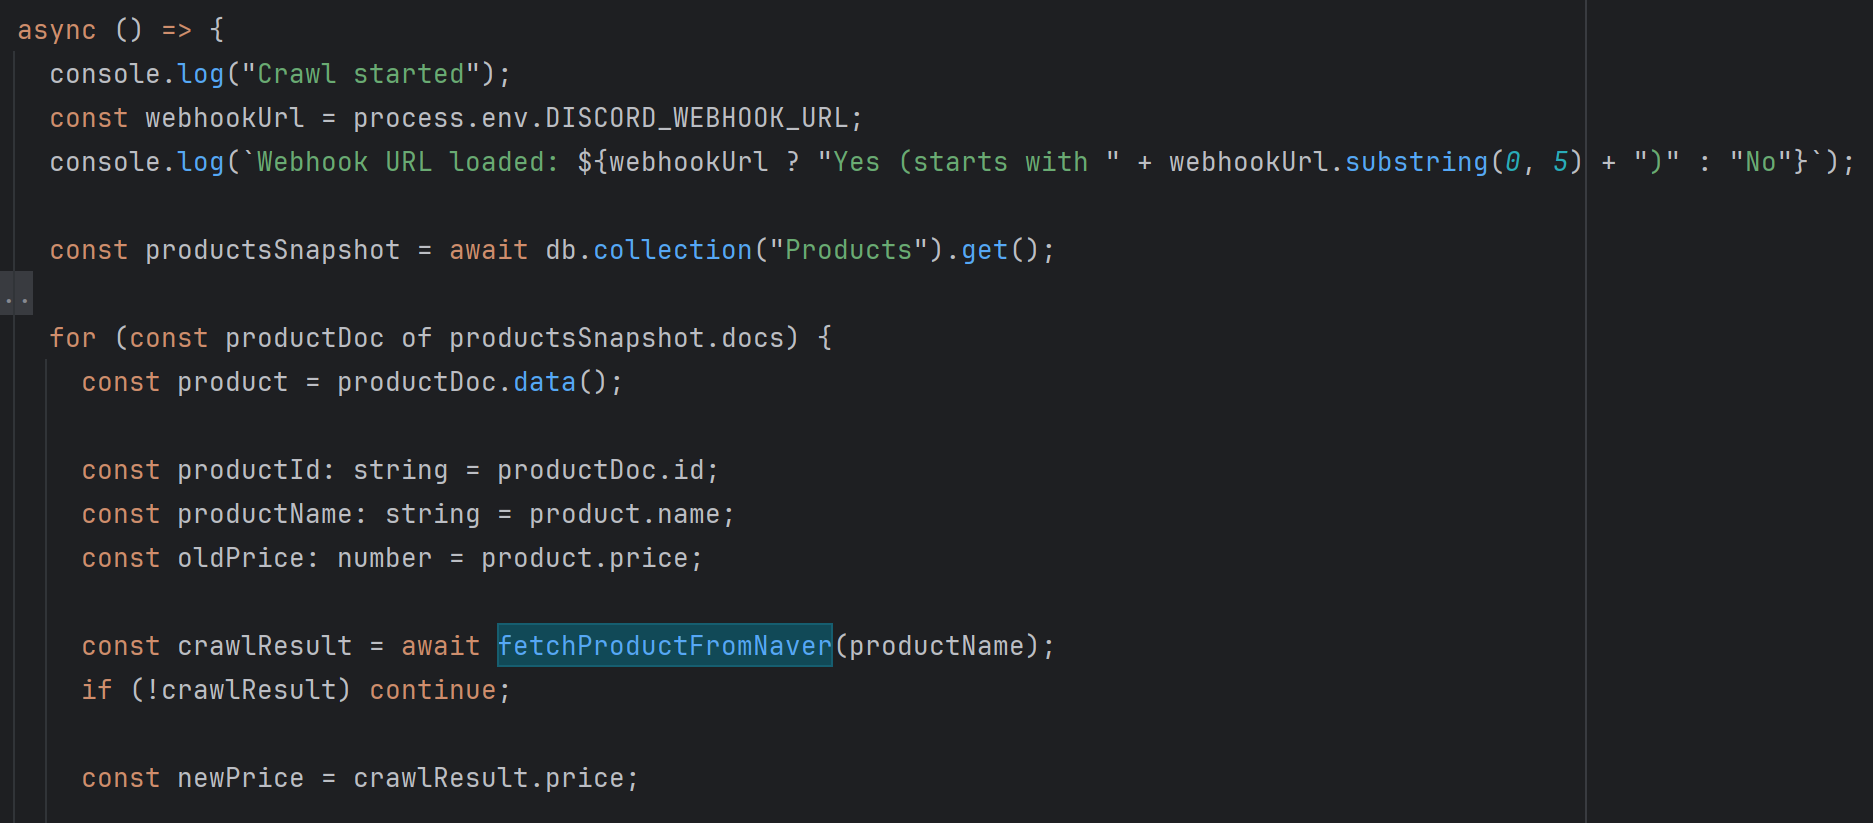 async () => {
console.log("Crawl started");
const webhookUrl = process.env.DISCORD_WEBHOOK_URL;
console.log(`Webhook URL loaded: ${webhookUrl ? "Yes (starts with " + webhookUrl.substring(0, 5) + ")" : "No"}`);
const productsSnapshot = await db.collection("Products").get();
..
for (const productDoc of productsSnapshot.docs) {
const product = productDoc.data();
const productId: string = productDoc.id;
const productName: string = product.name;
const oldPrice: number = product.price;
const crawlResult = await fetchProductFromNaver(productName);
if (!crawlResult) continue;
const newPrice = crawlResult.price;